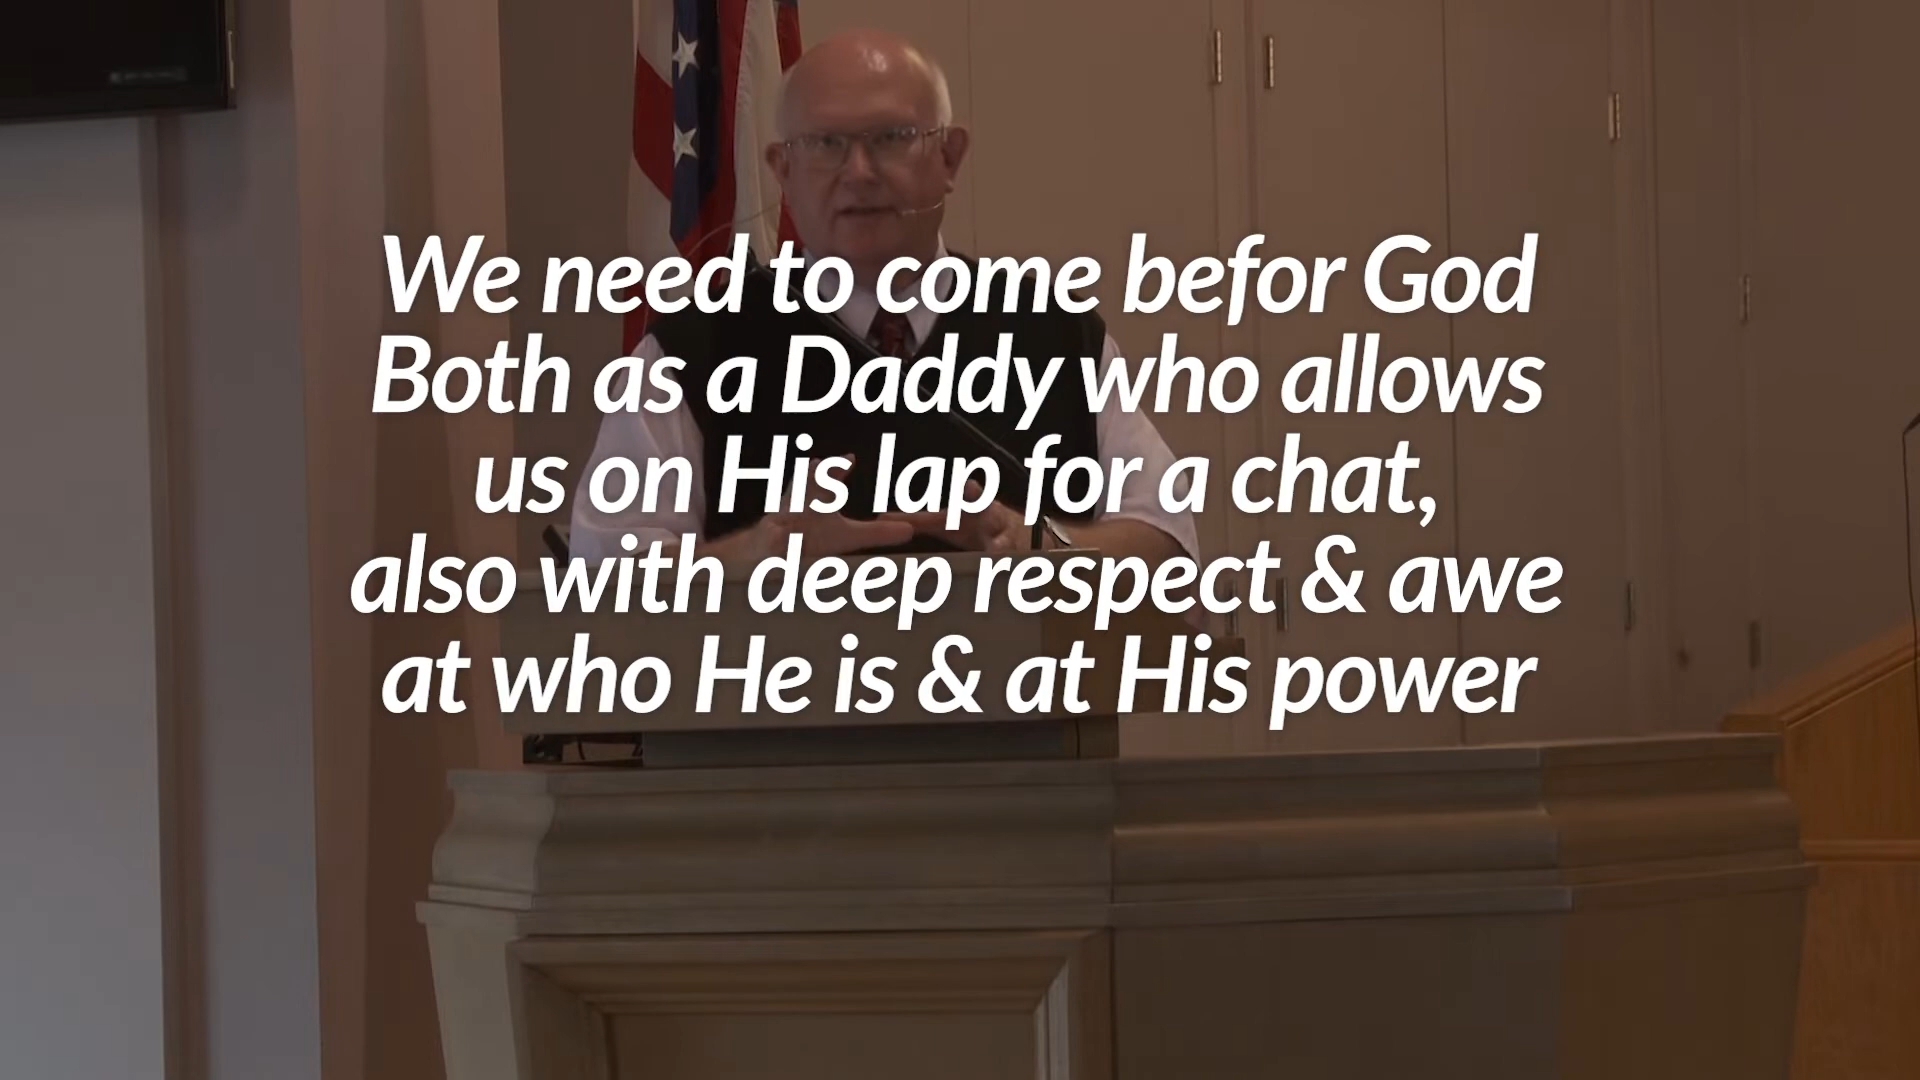 We need to come befor God
Both as a Daddy who allows
us on His lap for a chat,
also with deep respect & awe
at who He is & at His power